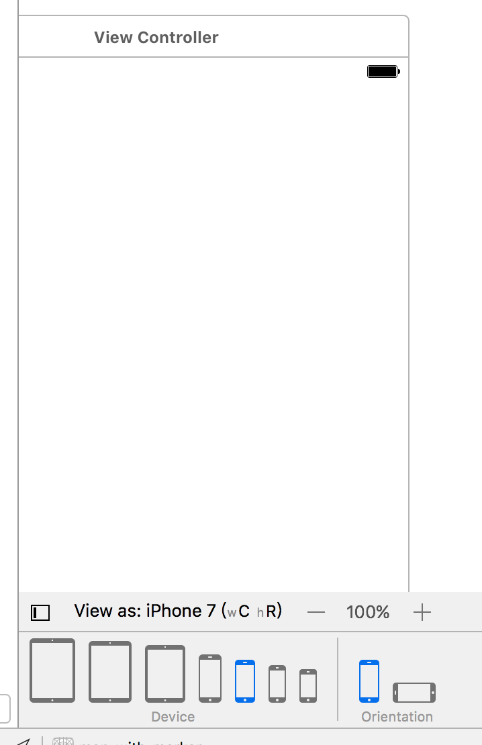 View Controller
View as: iPhone 7 (wC hR)
100%
Device
Orientation